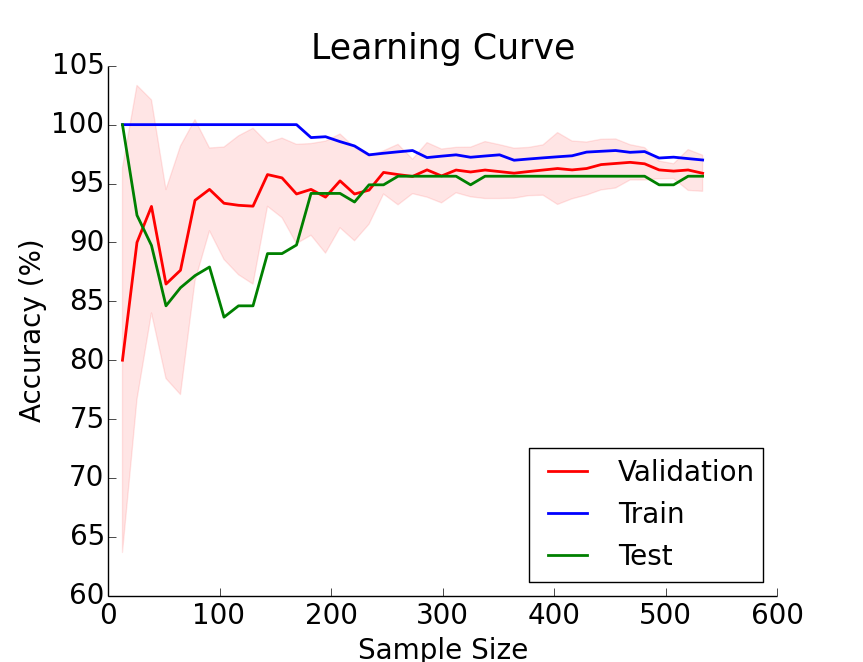 Learning Curve
Accuracy (%)
105
100
95
90
85
80
75
70
65
60
0 100 200 300 400 500 600
Sample Size
Validation
Train
Test